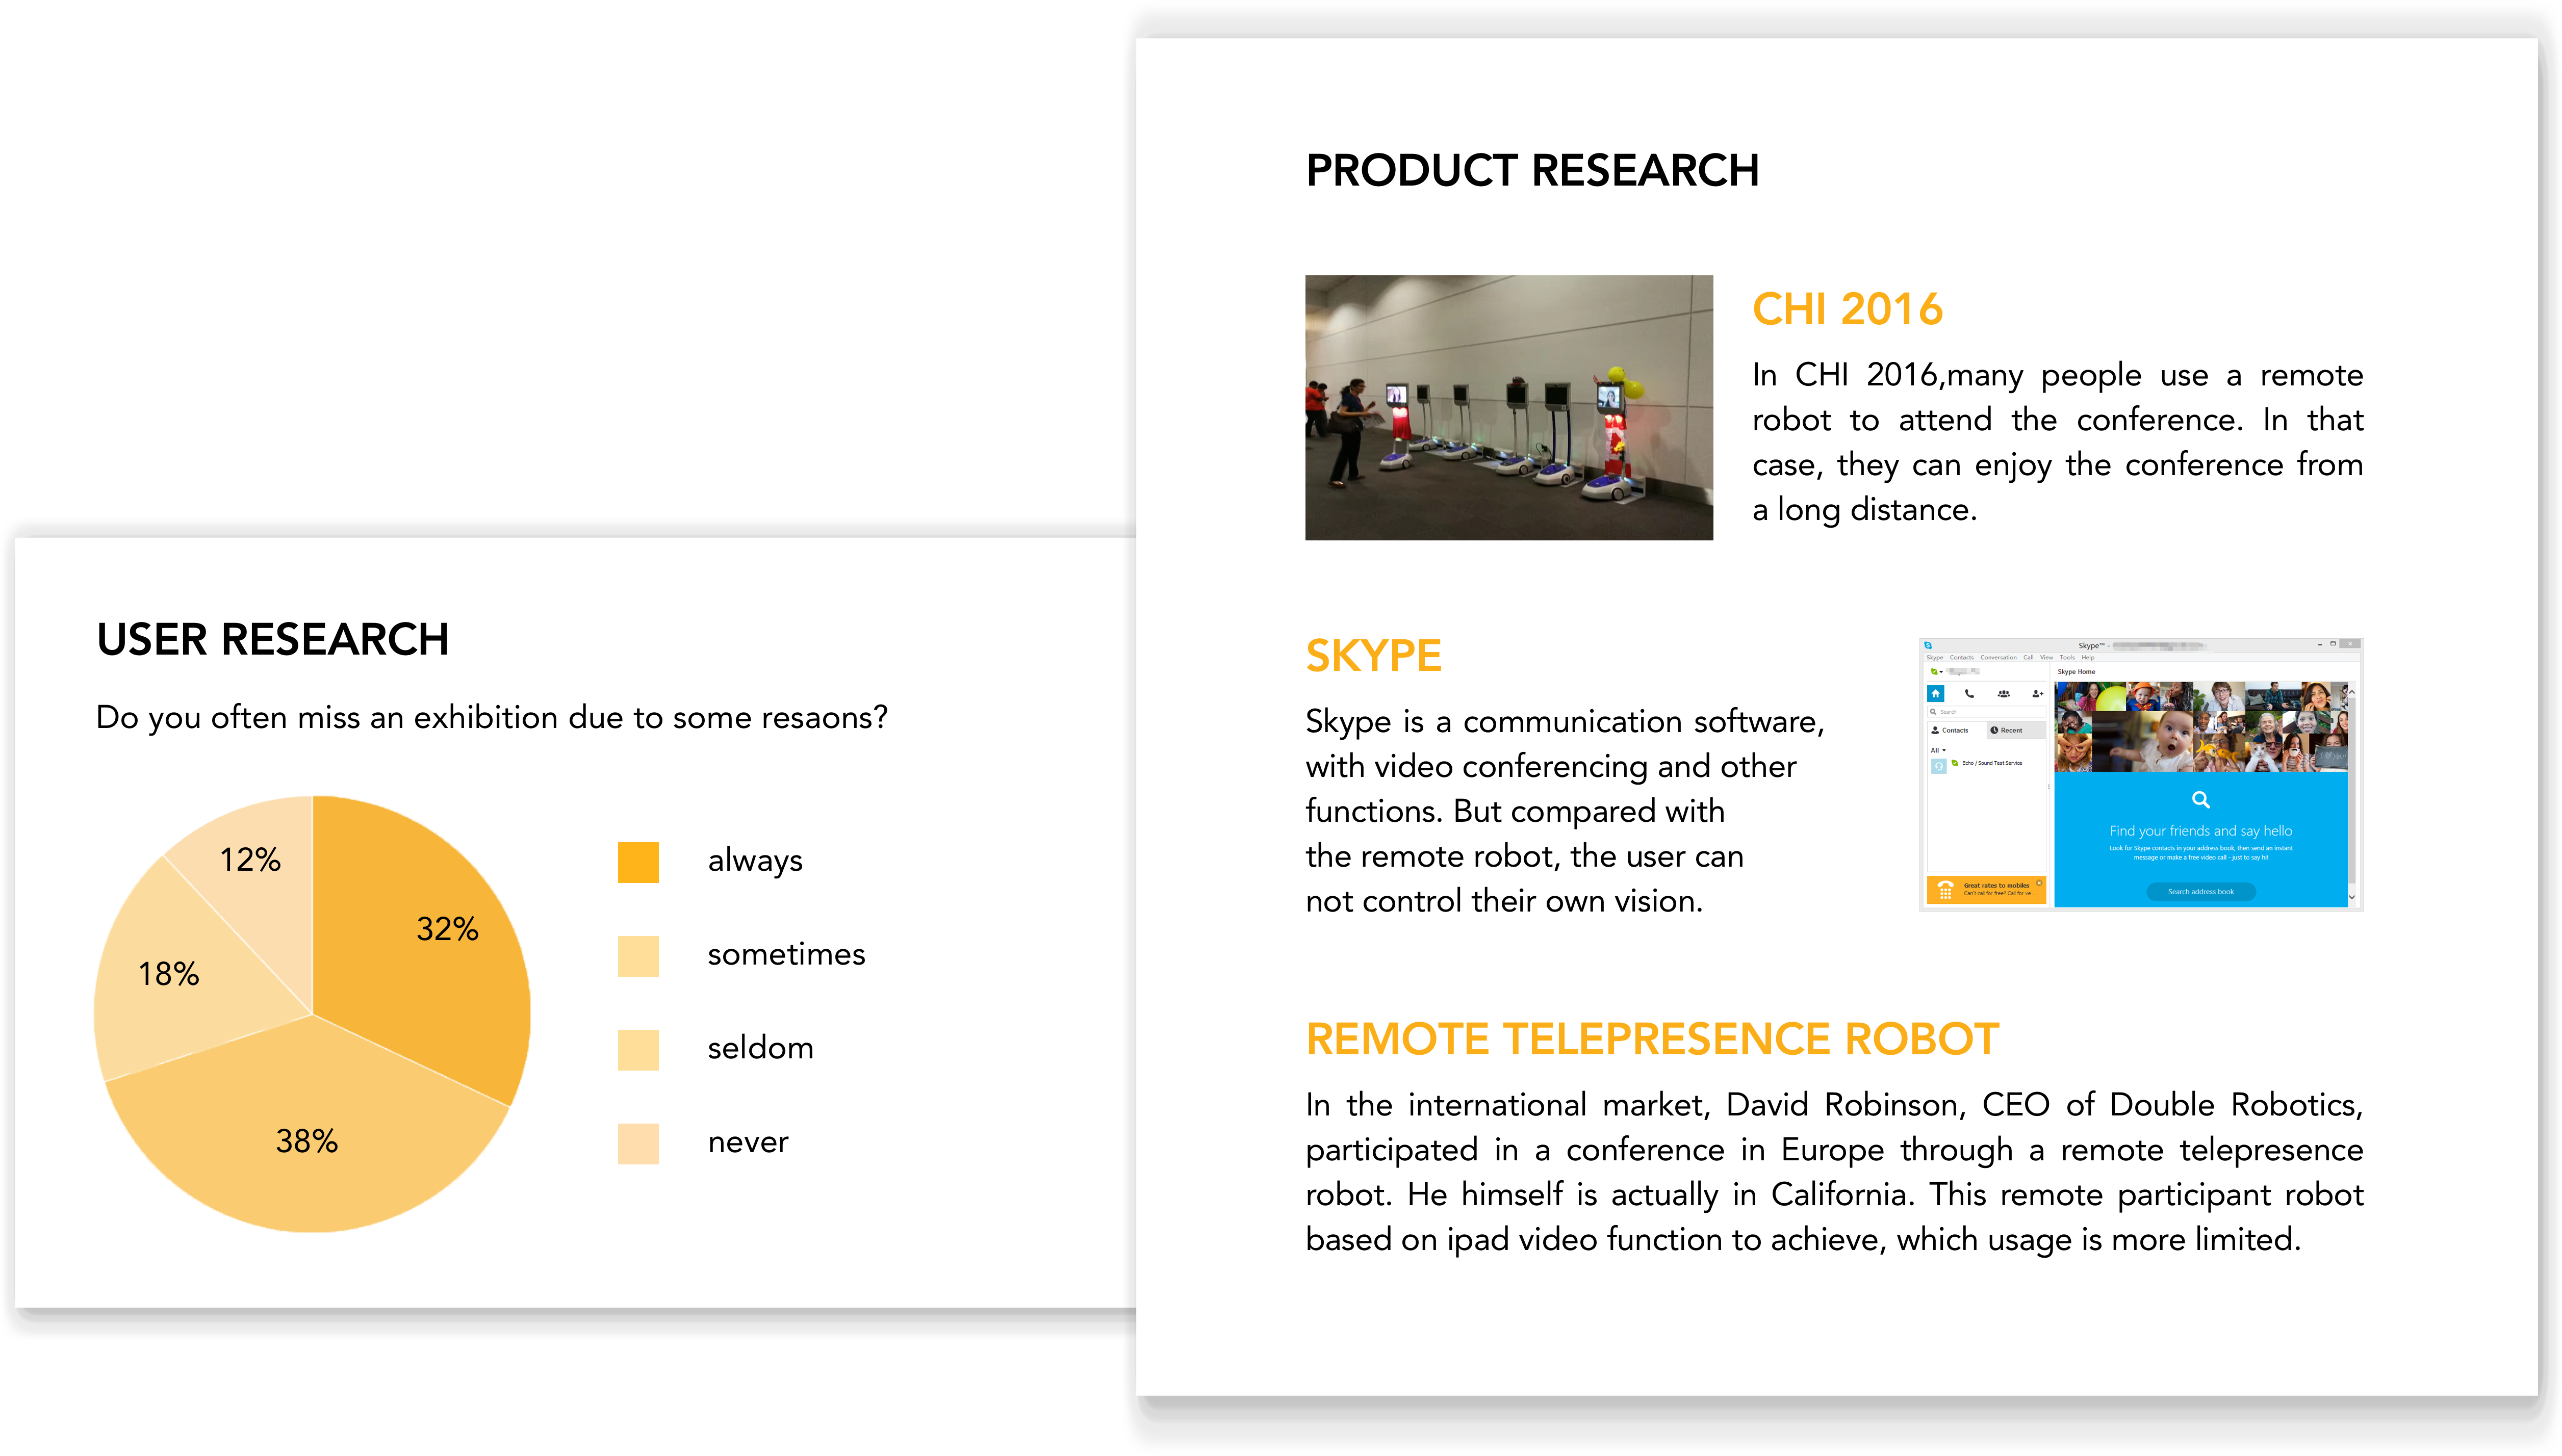 USER RESEARCH
Do you often miss an exhibition due to some resaons?
12%
32%
18%
38%
always
sometimes
seldom
never
PRODUCT RESEARCH
CHI 2016
In CHI 2016,many people use a remote
robot to attend the conference. In that
case, they can enjoy the conference from
a long distance.
SKYPE
Skype is a communication software,
with video conferencing and other
functions. But compared with
the remote robot, the user can
not control their own vision.
Skype™ -
Skype Contacts Conversation Call View Tools Help
Skype Home
Search
Contacts
Recent
All
Echo / Sound Test Service
Find your friends and say hello
Look for Skype contacts in your address book, then send an instant
message or make a free video call - just to say hi!
Search address book
Great rates to mobiles
Can't call for free? Call for ve...
REMOTE TELEPRESENCE ROBOT
In the international market, David Robinson, CEO of Double Robotics,
participated in a conference in Europe through a remote telepresence
robot. He himself is actually in California. This remote participant robot
based on ipad video function to achieve, which usage is more limited.